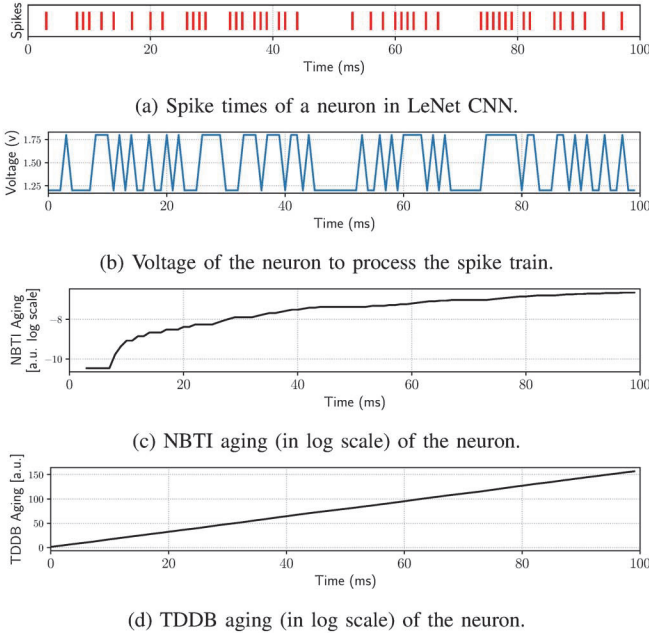 Spikes
0 20 40 60 80 100
Time (ms)
(a) Spike times of a neuron in LeNet CNN.
Voltage (v)
1.75
1.50
1.25
0 20 40 60 80 100
Time (ms)
(b) Voltage of the neuron to process the spike train.
NBTI Aging
[a.u. log scale]
−8
−10
0 20 40 60 80 100
Time (ms)
(c) NBTI aging (in log scale) of the neuron.
TDDB Aging [a.u.]
150
100
50
0
0 20 40 60 80 100
Time (ms)
(d) TDDB aging (in log scale) of the neuron.